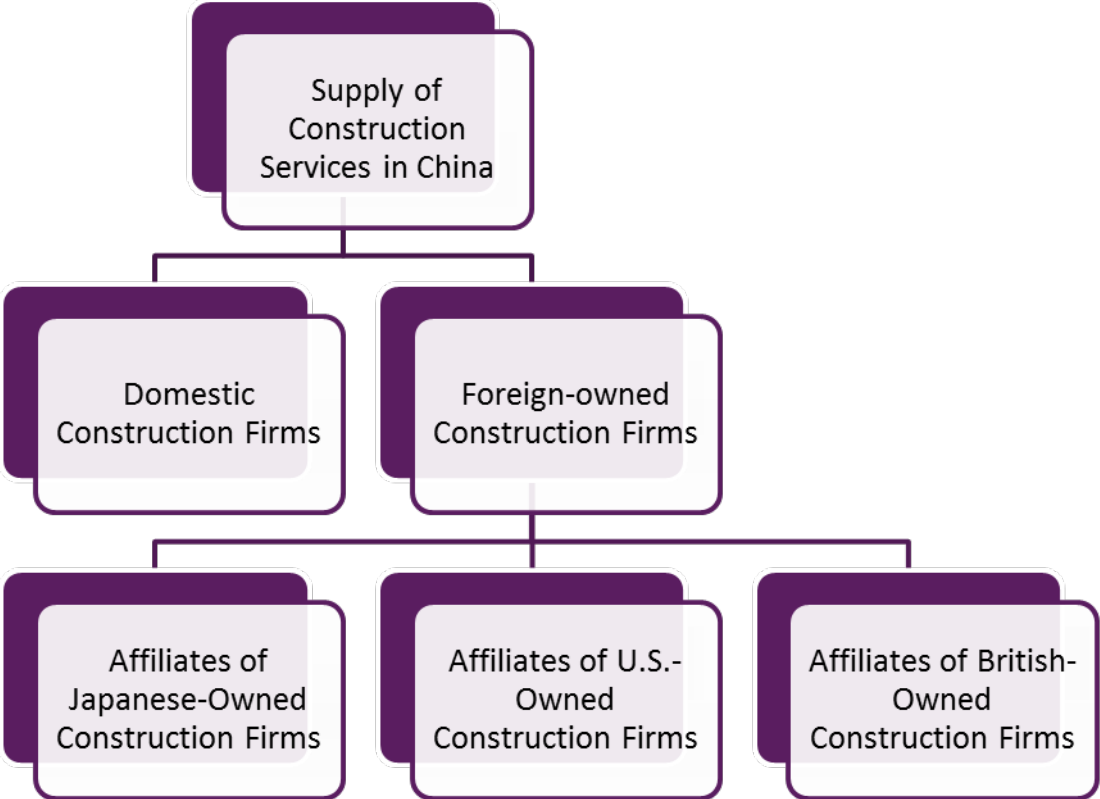 Supply of
Construction
Services in China
Domestic
Construction Firms
Foreign-owned
Construction Firms
Affiliates of
Japanese-Owned
Construction Firms
Affiliates of U.S.-
Owned
Construction Firms
Affiliates of British-
Owned
Construction Firms